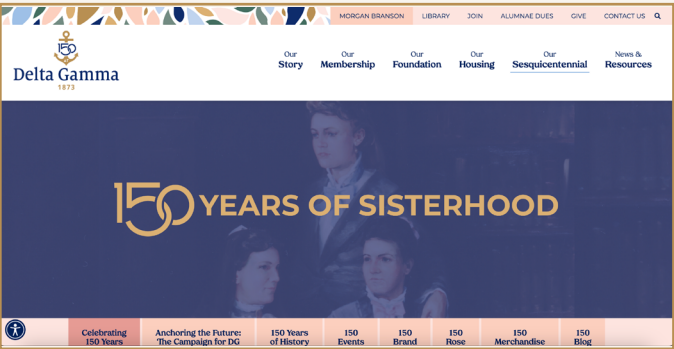 MORGAN BRANSON LIBRARY JOIN ALUMNAE DUES GIVE CONTACT US
150
Delta Gamma
1873
Our Story
Our Membership
Our Foundation
Our Housing
Our Sesquicentennial
News & Resources
150 YEARS OF SISTERHOOD
Celebrating
150 Years
Anchoring the Future:
The Campaign for DG
150 Years
of History
150
Events
150
Brand
150
Rose
150
Merchandise
150
Blog